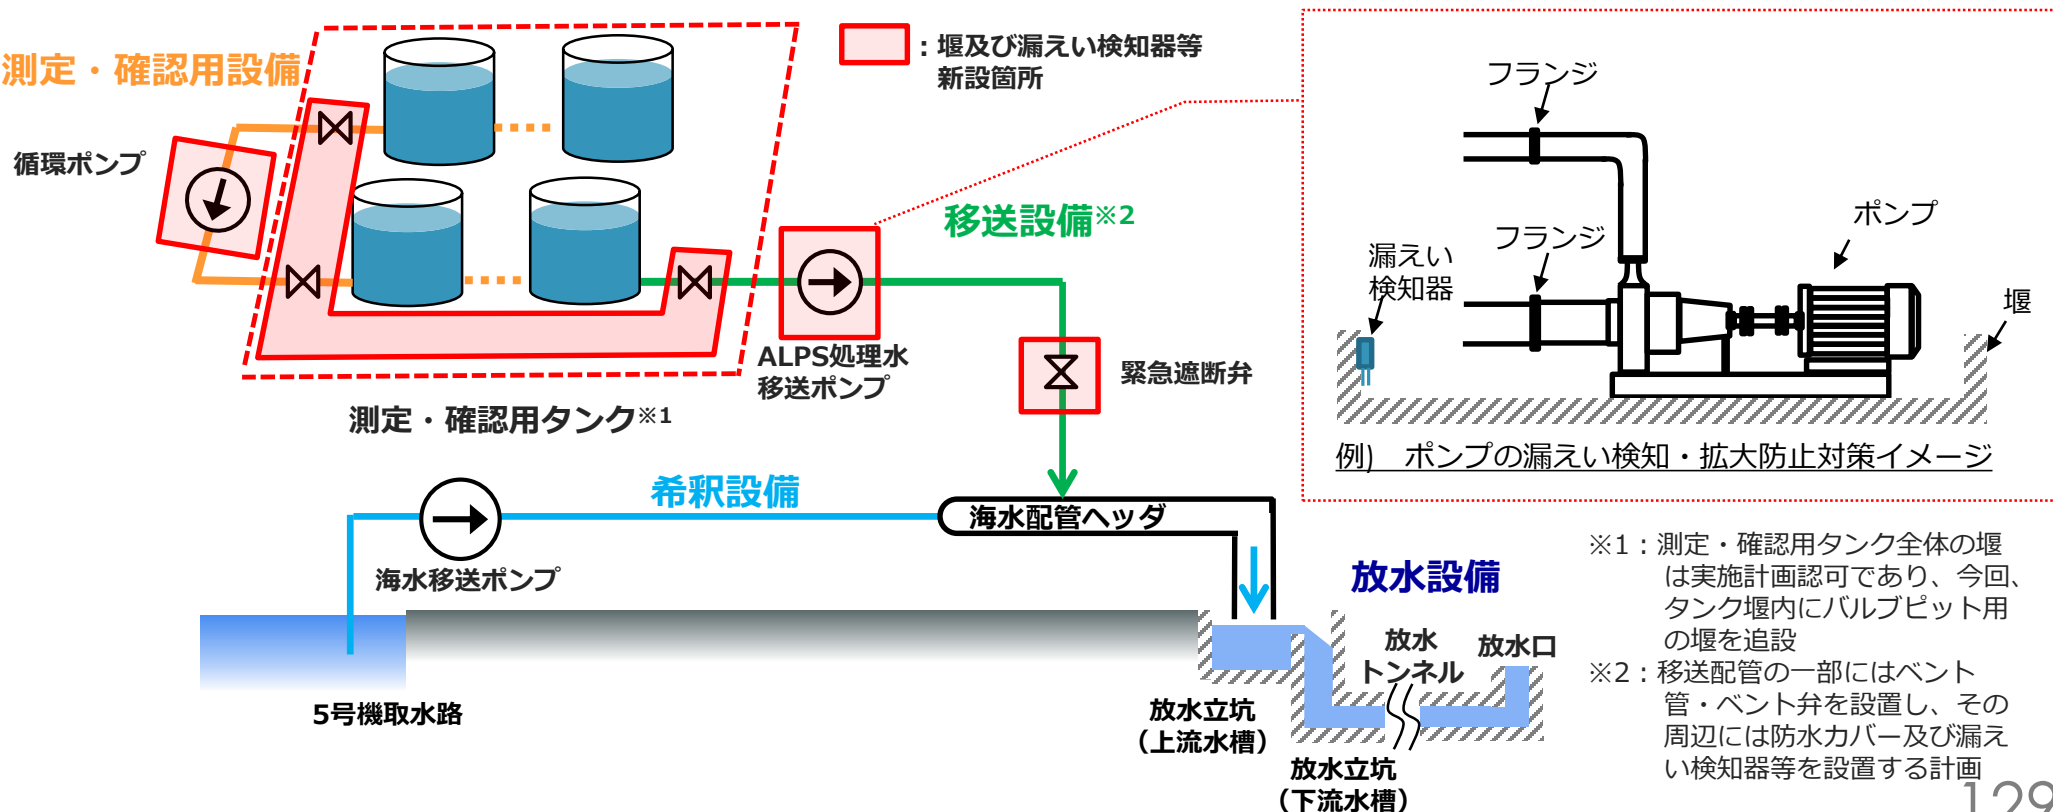 測定・確認用設備
：堰及び漏えい検知器等
新設箇所
循環ポンプ
移送設備※2
ALPS処理水
移送ポンプ
緊急遮断弁
測定・確認用タンク※1
フランジ
フランジ
ポンプ
漏えい
検知器
堰
例)　ポンプの漏えい検知・拡大防止対策イメージ
希釈設備
海水配管ヘッダ
海水移送ポンプ
放水設備
5号機取水路
放水
トンネル
放水口
放水立坑
（上流水槽）
放水立坑
（下流水槽）
※1：測定・確認用タンク全体の堰
は実施計画認可であり、今回、
タンク堰内にバルブピット用
の堰を追設
※2：移送配管の一部にはベント
管・ベント弁を設置し、その
周辺には防水カバー及び漏え
い検知器等を設置する計画
129